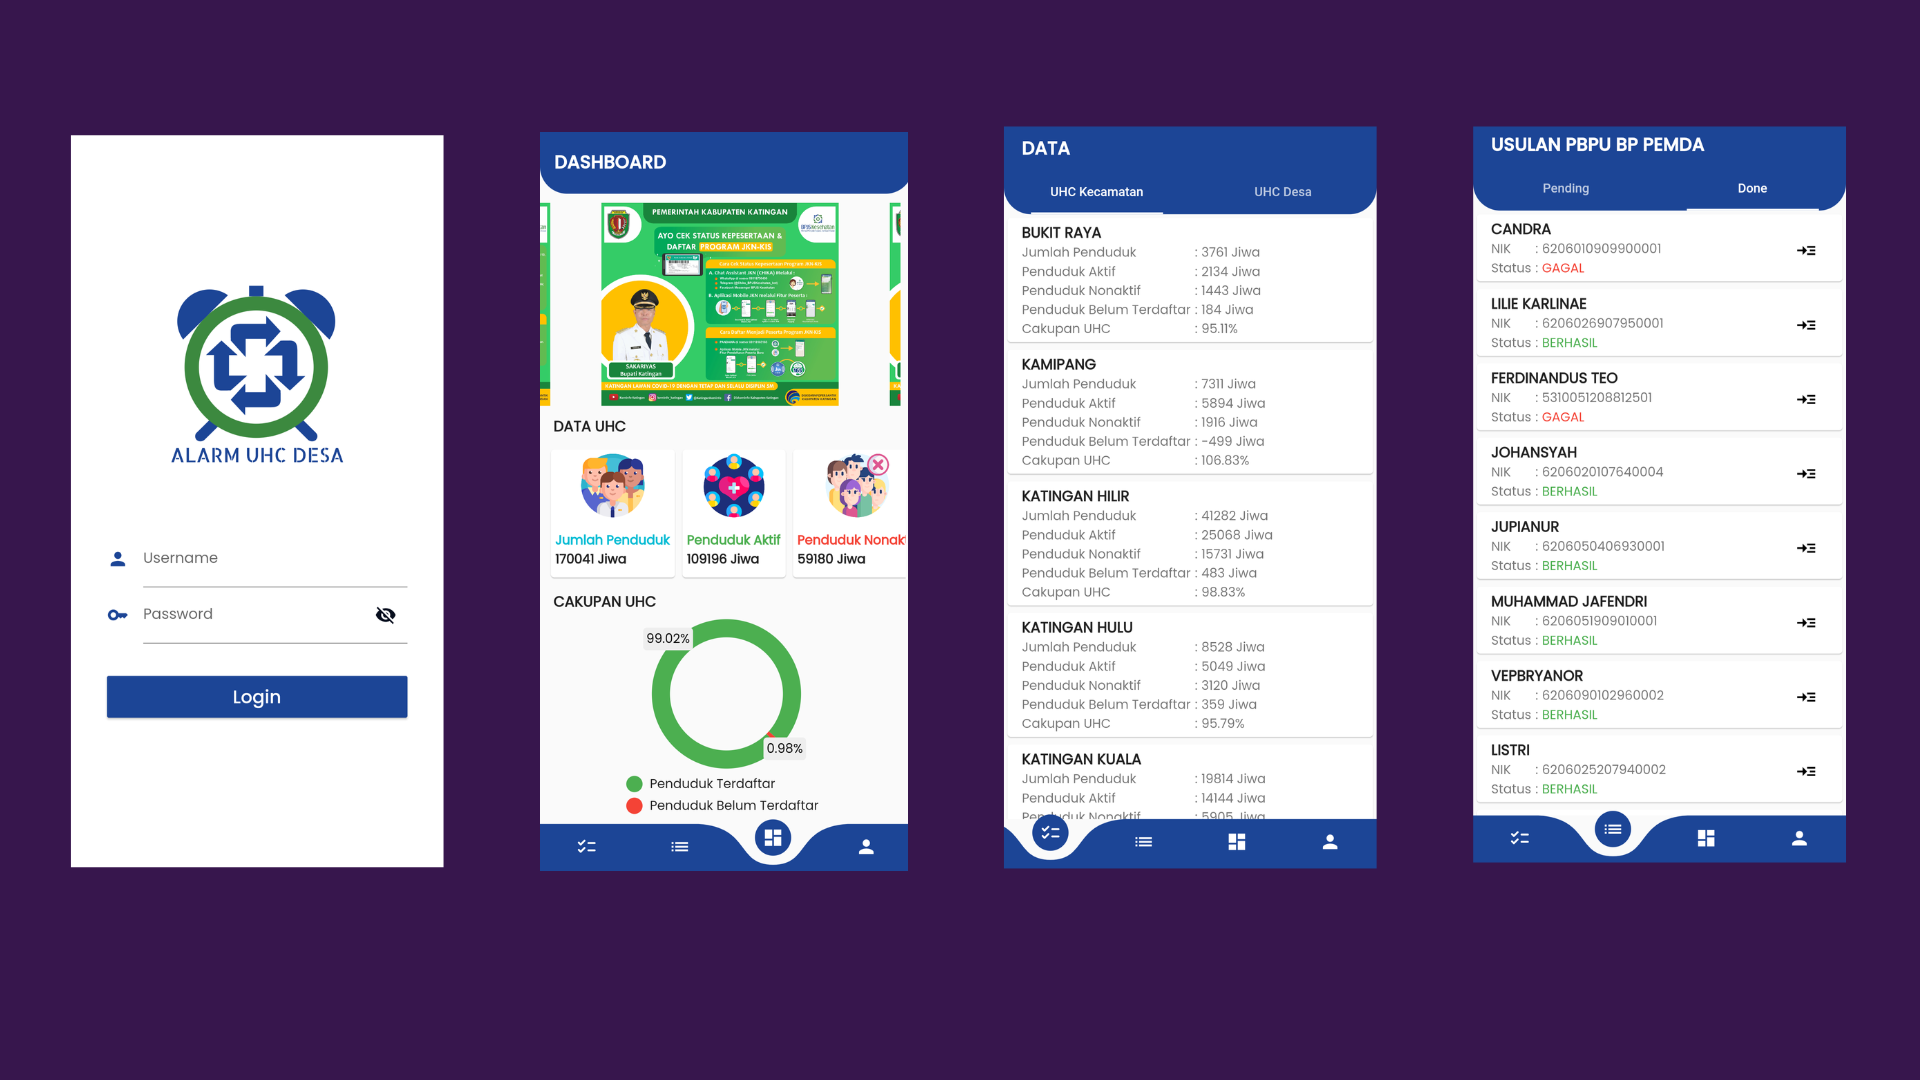 ALARM UHC DESA
Username
Password
Login
DASHBOARD
PEMERINTAH KABUPATEN KATINGAN
AYO CEK STATUS KEPESERTAAN &
DAFTAR PROGRAM JKN-KIS
SAKARIYAS
Bupati Katingan
DATA UHC
Jumlah Penduduk
170041 Jiwa
Penduduk Aktif
109196 Jiwa
Penduduk Nonak
59180 Jiwa
CAKUPAN UHC
99.02%
0.98%
Penduduk Terdaftar
Penduduk Belum Terdaftar
DATA
UHC Kecamatan
UHC Desa
BUKIT RAYA
Jumlah Penduduk : 3761 Jiwa
Penduduk Aktif : 2134 Jiwa
Penduduk Nonaktif : 1443 Jiwa
Penduduk Belum Terdaftar : 184 Jiwa
Cakupan UHC : 95.11%
KAMIPANG
Jumlah Penduduk : 7311 Jiwa
Penduduk Aktif : 5894 Jiwa
Penduduk Nonaktif : 1916 Jiwa
Penduduk Belum Terdaftar : -499 Jiwa
Cakupan UHC : 106.83%
KATINGAN HILIR
Jumlah Penduduk : 41282 Jiwa
Penduduk Aktif : 25068 Jiwa
Penduduk Nonaktif : 15731 Jiwa
Penduduk Belum Terdaftar : 483 Jiwa
Cakupan UHC : 98.83%
KATINGAN HULU
Jumlah Penduduk : 8528 Jiwa
Penduduk Aktif : 5049 Jiwa
Penduduk Nonaktif : 3120 Jiwa
Penduduk Belum Terdaftar : 359 Jiwa
Cakupan UHC : 95.79%
KATINGAN KUALA
Jumlah Penduduk : 19814 Jiwa
Penduduk Aktif : 14144 Jiwa
Penduduk Nonaktif : 5905 Jiwa
USULAN PBPU BP PEMDA
Pending
Done
CANDRA
NIK : 6206010909900001
Status : GAGAL
LILIE KARLINAE
NIK : 6206026907950001
Status : BERHASIL
FERDINANDUS TEO
NIK : 5310051208812501
Status : GAGAL
JOHANSYAH
NIK : 6206020107640004
Status : BERHASIL
JUPIANUR
NIK : 6206050406930001
Status : BERHASIL
MUHAMMAD JAFENDRI
NIK : 6206051909010001
Status : BERHASIL
VEPBRYANOR
NIK : 6206090102960002
Status : BERHASIL
LISTRI
NIK : 6206025207940002
Status : BERHASIL